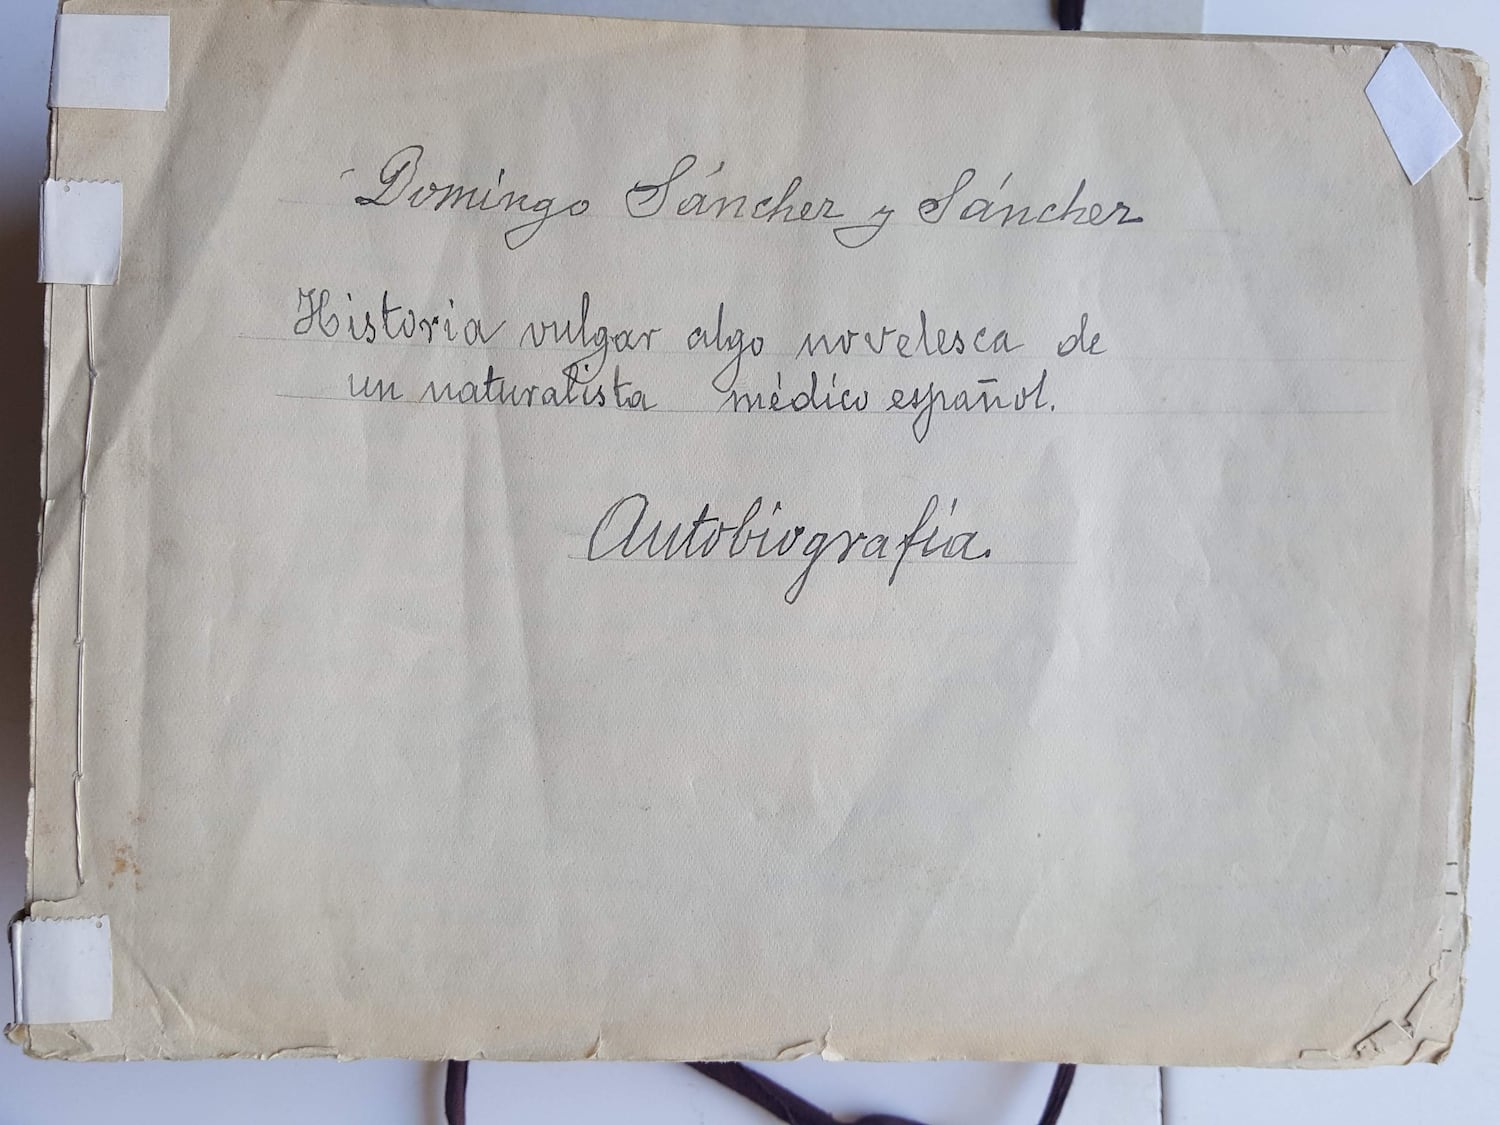 Domingo Sánchez y Sánchez
Historia vulgar algo novelesca de
un naturalista médico español.
Autobiografía.